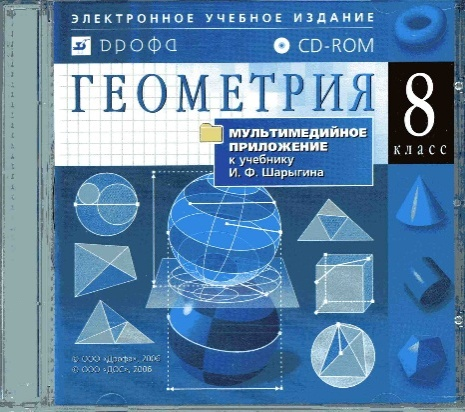 ЭЛЕКТРОННОЕ УЧЕБНОЕ ИЗДАНИЕ
дрофа
CD-ROM
ГЕОМЕТРИЯ
8
класс
МУЛЬТИМЕДИЙНОЕ
ПРИЛОЖЕНИЕ
к учебнику
И. Ф. Шарыгина
© ООО «Дрофа», 2006
© ООО «ДОС», 2006